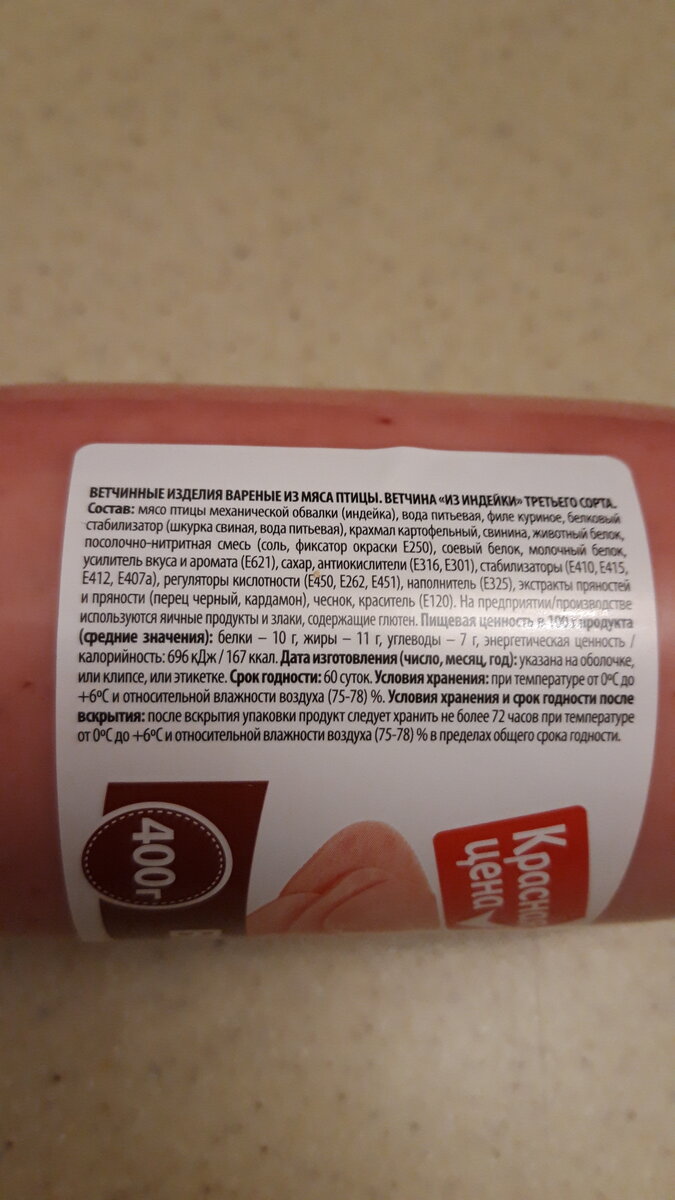 ВЕТЧИННЫЕ ИЗДЕЛИЯ ВАРЕНЫЕ ИЗ МЯСА ПТИЦЫ. ВЕТЧИНА «ИЗ ИНДЕЙКИ» ТРЕТЬЕГО СОРТА.
Состав: мясо птицы механической обвалки (индейка), вода питьевая, филе куриное, белковый
стабилизатор (шкурка свиная, вода питьевая), крахмал картофельный, свинина, животный белок,
посолочно-нитритная смесь (соль, фиксатор окраски Е250), соевый белок, молочный белок,
усилитель вкуса и аромата (Е621), сахар, антиокислители (Е316, Е301), стабилизаторы (Е410, Е415,
Е412, Е407а), регуляторы кислотности (Е450, Е262, Е451), наполнитель (Е325), экстракты пряностей
и пряности (перец черный, кардамон), чеснок, краситель (Е120). На предприятии/производстве
используются яичные продукты и злаки, содержащие глютен. Пищевая ценность в 100 г продукта
(средние значения): белки – 10 г, жиры – 11 г, углеводы – 7 г, энергетическая ценность /
калорийность: 696 кДж / 167 ккал. Дата изготовления (число, месяц, год): указана на оболочке,
или клипсе, или этикетке. Срок годности: 60 суток. Условия хранения: при температуре от 0ºС до
+6ºС и относительной влажности воздуха (75-78) %. Условия хранения и срок годности после
вскрытия: после вскрытия упаковки продукт следует хранить не более 72 часов при температуре
от 0ºС до +6ºС и относительной влажности воздуха (75-78) % в пределах общего срока годности.
400г
Красная
цена